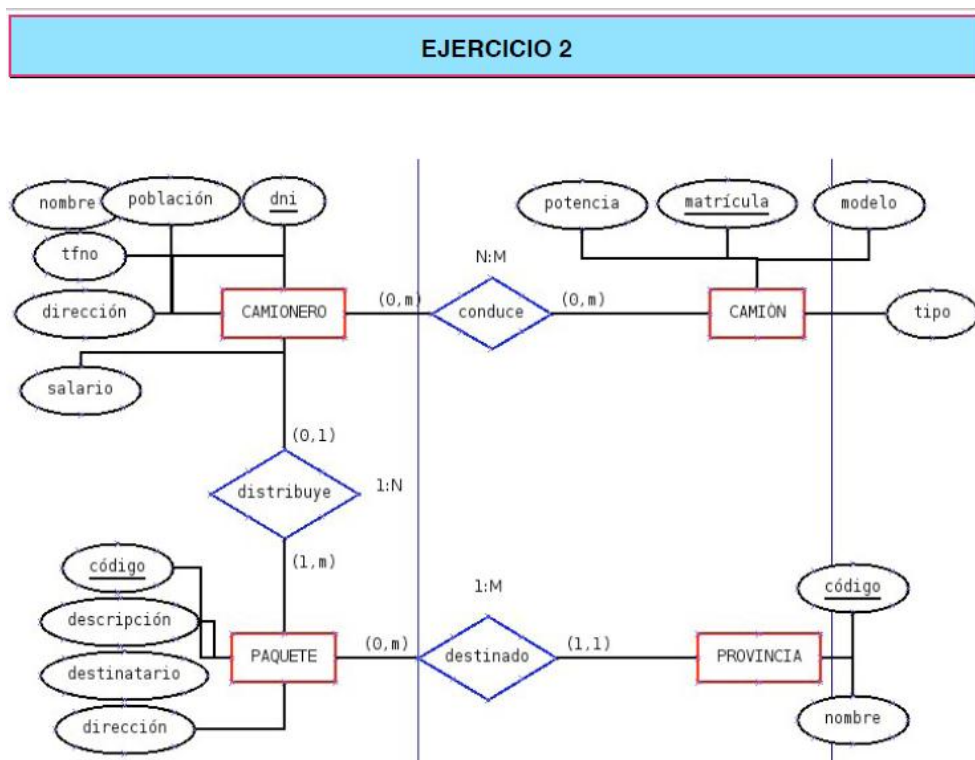 EJERCICIO 2
nombre
población
dni
tfno
dirección
salario
CAMIONERO
(0,m)
N:M
conduce
(0,m)
potencia
matrícula
modelo
CAMIÒN
tipo
(0,1)
distribuye
1:N
(1,m)
código
descripción
destinatario
dirección
PAQUETE
(0,m)
1:M
destinado
(1,1)
PROVINCIA
código
nombre